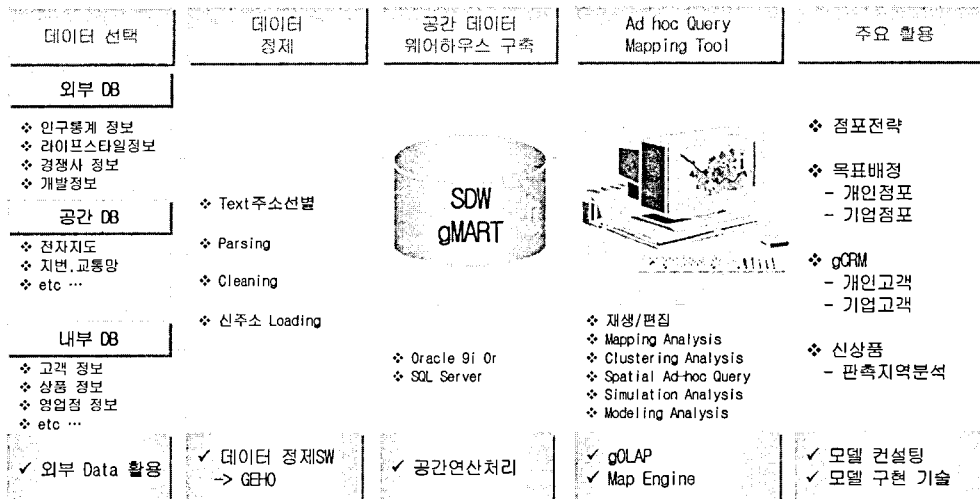 데이터 선택
외부 DB
❖ 인구통계 정보
❖ 라이프스타일정보
❖ 경쟁사 정보
❖ 개발정보
공간 DB
❖ 전자지도
❖ 지번,교통망
❖ etc …
내부 DB
❖ 고객 정보
❖ 상품 정보
❖ 영업점 정보
❖ etc …
✓ 외부 Data 활용
데이터
정제
❖ Text주소선별
❖ Parsing
❖ Cleaning
❖ 신주소 Loading
✓ 데이터 정제SW
-> GEHO
공간 데이터
웨어하우스 구축
SDW
gMART
❖ Oracle 9i Or
❖ SQL Server
✓ 공간연산처리
Ad hoc Query
Mapping Tool
❖ 재생/편집
❖ Mapping Analysis
❖ Clustering Analysis
❖ Spatial Ad-hoc Query
❖ Simulation Analysis
❖ Modeling Analysis
✓ gOLAP
✓ Map Engine
주요 활용
❖ 점포전략
❖ 목표배정
- 개인점포
- 기업점포
❖ gCRM
- 개인고객
- 기업고객
❖ 신상품
- 판촉지역분석
✓ 모델 컨설팅
✓ 모델 구현 기술